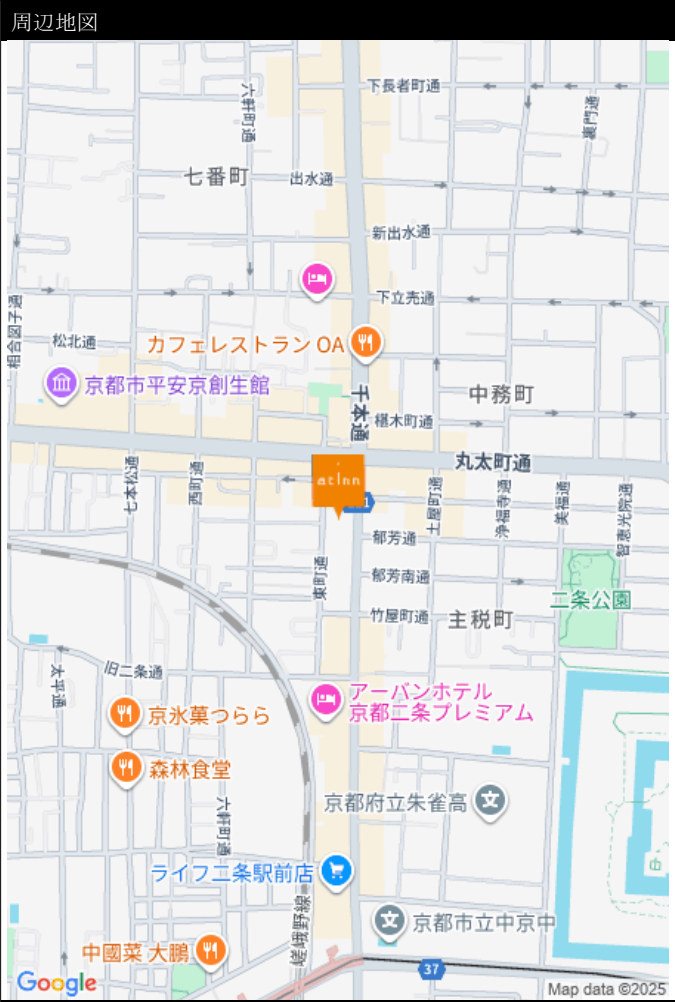 周辺地図
下長者町通
六軒町通
裏門通
七番町
出水通
新出水通
下立売通
相合図子通
松北通
カフェレストラン OA
京都市平安京創生館
千本通
中務町
椹木町通
丸太町通
atInn
七本松通
西町通
土屋町通
浄福寺通
美福通
智恵光院通
郁芳通
東町通
郁芳南通
二条公園
竹屋町通
主税町
旧二条通
太平通
アーバンホテル
京都二条プレミアム
京氷菓つらら
森林食堂
京都府立朱雀高
六軒町通
ライフ二条駅前店
嵯峨野線
京都市立中京中
中國菜 大鵬
37
Google
Map data ©2025